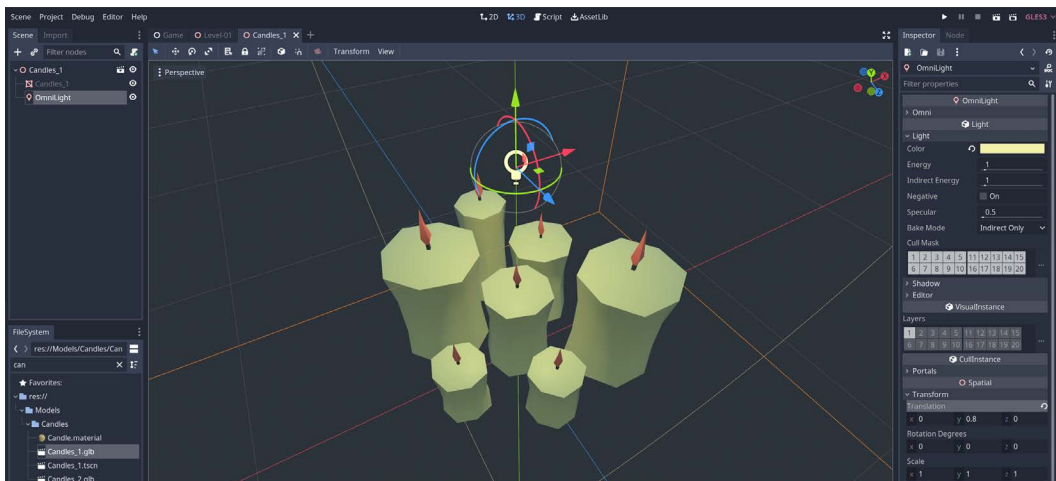 Scene Project Debug Editor Help
2D 3D Script AssetLib
GLES3
Scene Import
Game Level-01 Candles_1 X +
Inspector Node
Filter nodes
Transform View
Candles_1
Candles_1
OmniLight
Perspective
Y
Z
OmniLight
DOC
Filter properties
OmniLight
> Omni
Light
Light
Color
Energy 1
Indirect Energy 1
Negative On
Specular 0.5
Bake Mode Indirect Only
Cull Mask
1 2 3 4 5 11 12 13 14 15
6 7 8 9 10 16 17 18 19 20
...
> Shadow
> Editor
VisualInstance
Layers
1 2 3 4 5 11 12 13 14 15
6 7 8 9 10 16 17 18 19 20
...
CullInstance
> Portals
Spatial
Transform
Translation
x 0 y 0.8 z 0
Rotation Degrees
x 0 y 0 z 0
Scale
x 1 y 1 z 1
FileSystem
res://Models/Candles/Can
can
Favorites:
res://
Models
Candles
Candle.material
Candles_1.glb
Candles_1.tscn
Candles_2.glb